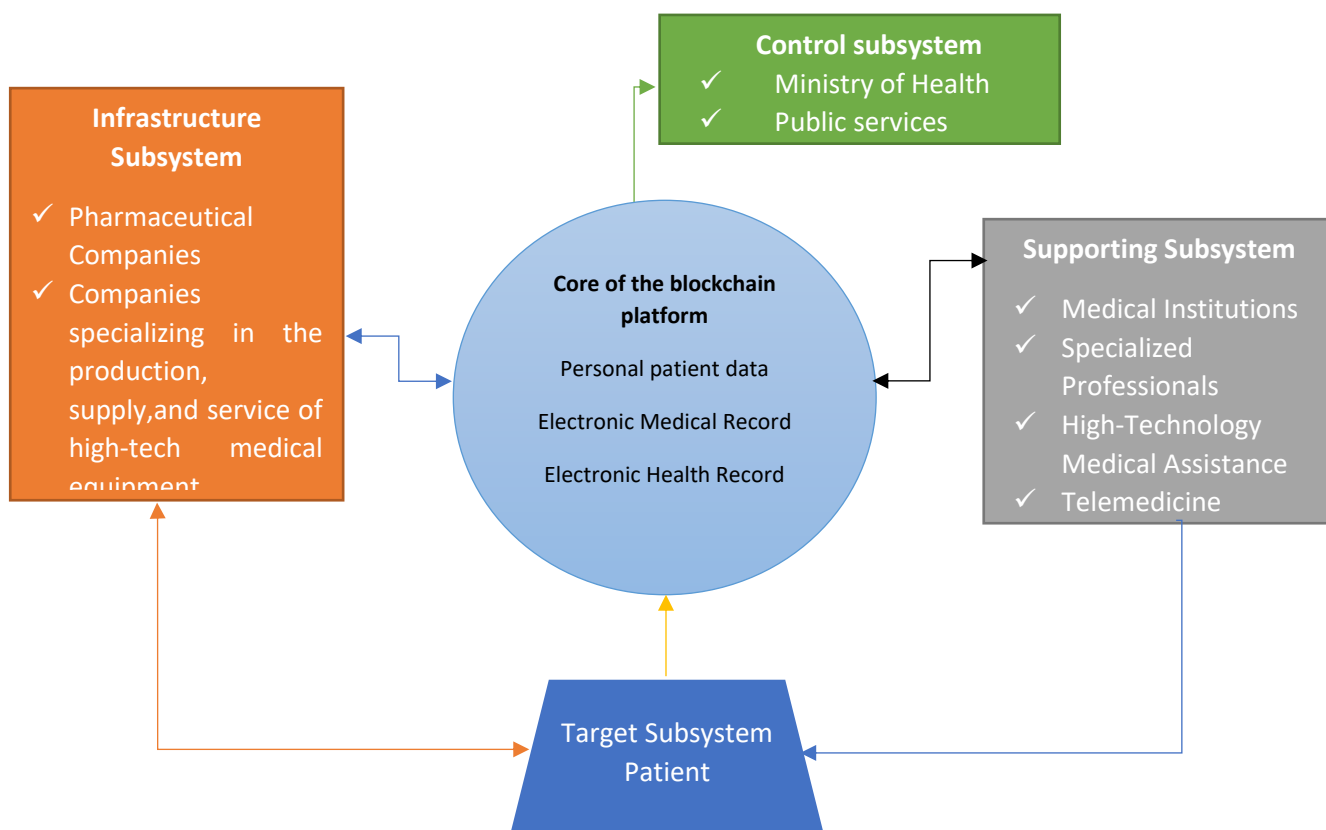 Control subsystem
✓ Ministry of Health
✓ Public services
Infrastructure
Subsystem
✓ Pharmaceutical
Companies
✓ Companies
specializing in the
production,
supply,and service of
high-tech medical
equipment
Core of the blockchain
platform
Personal patient data
Electronic Medical Record
Electronic Health Record
Supporting Subsystem
✓ Medical Institutions
✓ Specialized
Professionals
✓ High-Technology
Medical Assistance
✓ Telemedicine
Target Subsystem
Patient